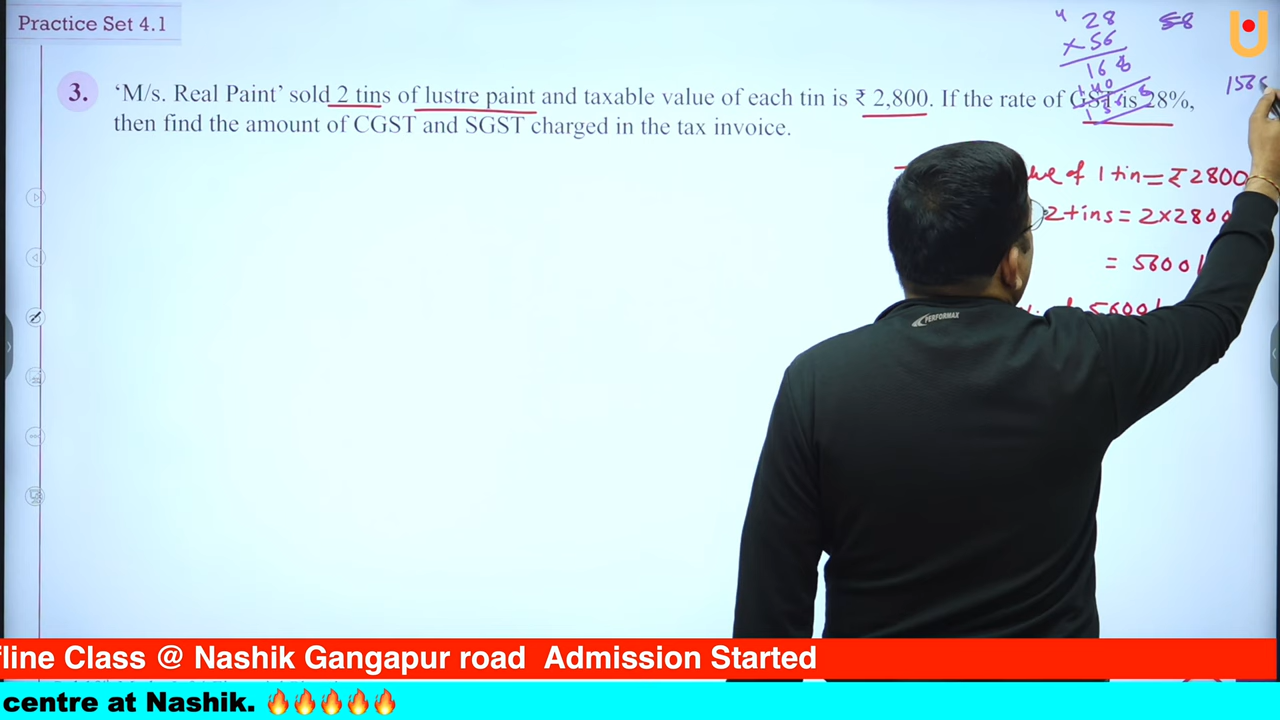 Practice Set 4.1
3. ‘M/s. Real Paint’ sold 2 tins of lustre paint and taxable value of each tin is ₹ 2,800. If the rate of GST is 28%,
then find the amount of CGST and SGST charged in the tax invoice.
28
×56
168
of 1 tin = ₹2800
2 tins = 2×2800
= 5600/
5600/
PERFORMAX
ffline Class @ Nashik Gangapur road Admission Started
centre at Nashik. 🔥🔥🔥🔥🔥